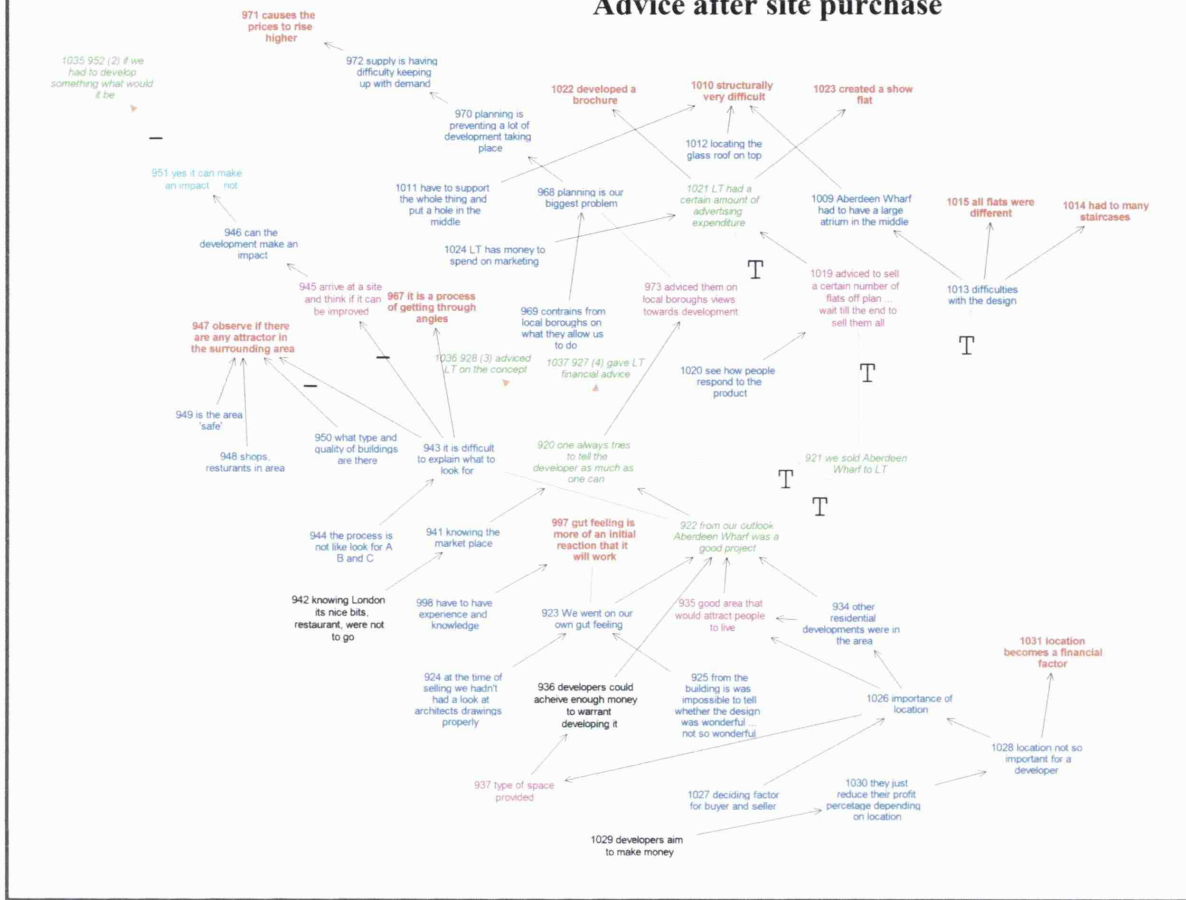 Advice after site purchase
971 causes the
prices to rise
higher
1035 952 (2) if we
had to develop
something what would
it be
972 supply is having
difficulty keeping
up with demand
1022 developed a
brochure
1010 structurally
very difficult
1023 created a show
flat
970 planning is
preventing a lot of
development taking
place
1012 locating the
glass roof on top
951 yes it can make
an impact not
1011 have to support
the whole thing and
put a hole in the
middle
968 planning is our
biggest problem
1021 LT had a
certain amount of
advertising
expenditure
1009 Aberdeen Wharf
had to have a large
atrium in the middle
1015 all flats were
different
1014 had to many
staircases
946 can the
development make an
impact
1024 LT has money to
spend on marketing
945 arrive at a site
and think if it can
be improved
967 it is a process
of getting through
angles
973 adviced them on
local boroughs views
towards development
T
1019 adviced to sell
a certain number of
flats off plan ...
wait till the end to
sell them all
1013 difficulties
with the design
947 observe if there
are any attractor in
the surrounding area
969 contrains from
local boroughs on
what they allow us
to do
T
1036 928 (3) adviced
LT on the concept
1037 927 (4) gave LT
financial advice
1020 see how people
respond to the
product
T
949 is the area
'safe'
948 shops,
resturants in area
950 what type and
quality of buildings
are there
943 it is difficult
to explain what to
look for
920 one always tries
to tell the
developer as much as
one can
921 we sold Aberdeen
Wharf to LT
T
T
944 the process is
not like look for A
B and C
941 knowing the
market place
997 gut feeling is
more of an initial
reaction that it
will work
922 from our outlook
Aberdeen Wharf was a
good project
942 knowing London
its nice bits,
restaurant, were not
to go
998 have to have
experience and
knowledge
923 We went on our
own gut feeling
935 good area that
would attract people
to live
934 other
residential
developments were in
the area
1031 location
becomes a financial
factor
924 at the time of
selling we hadn't
had a look at
architects drawings
properly
936 developers could
acheive enough money
to warrant
developing it
925 from the
building is was
impossible to tell
whether the design
was wonderful ...
not so wonderful
1026 importance of
location
1028 location not so
important for a
developer
937 type of space
provided
1027 deciding factor
for buyer and seller
1030 they just
reduce their profit
percetage depending
on location
1029 developers aim
to make money